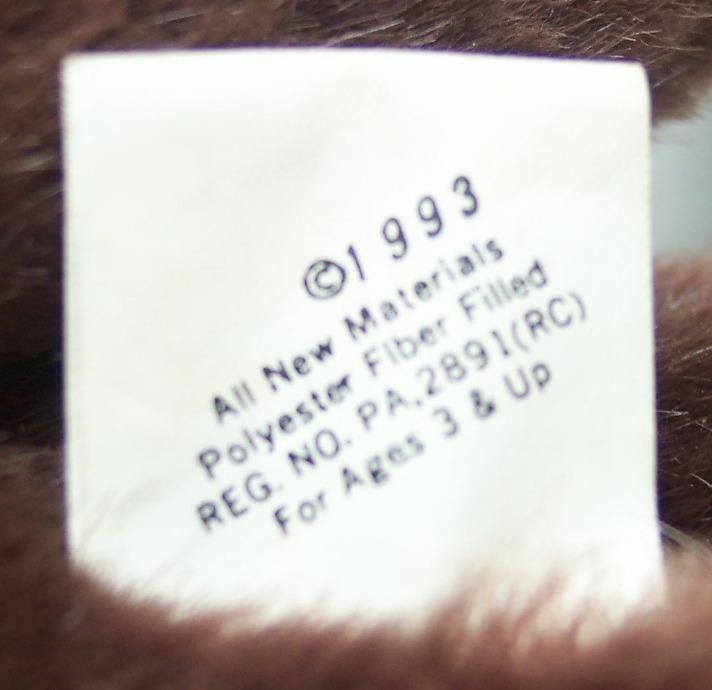 ©1993
All New Materials
Polyester Fiber Filled
REG. NO. PA.2891(RC)
For Ages 3 & Up